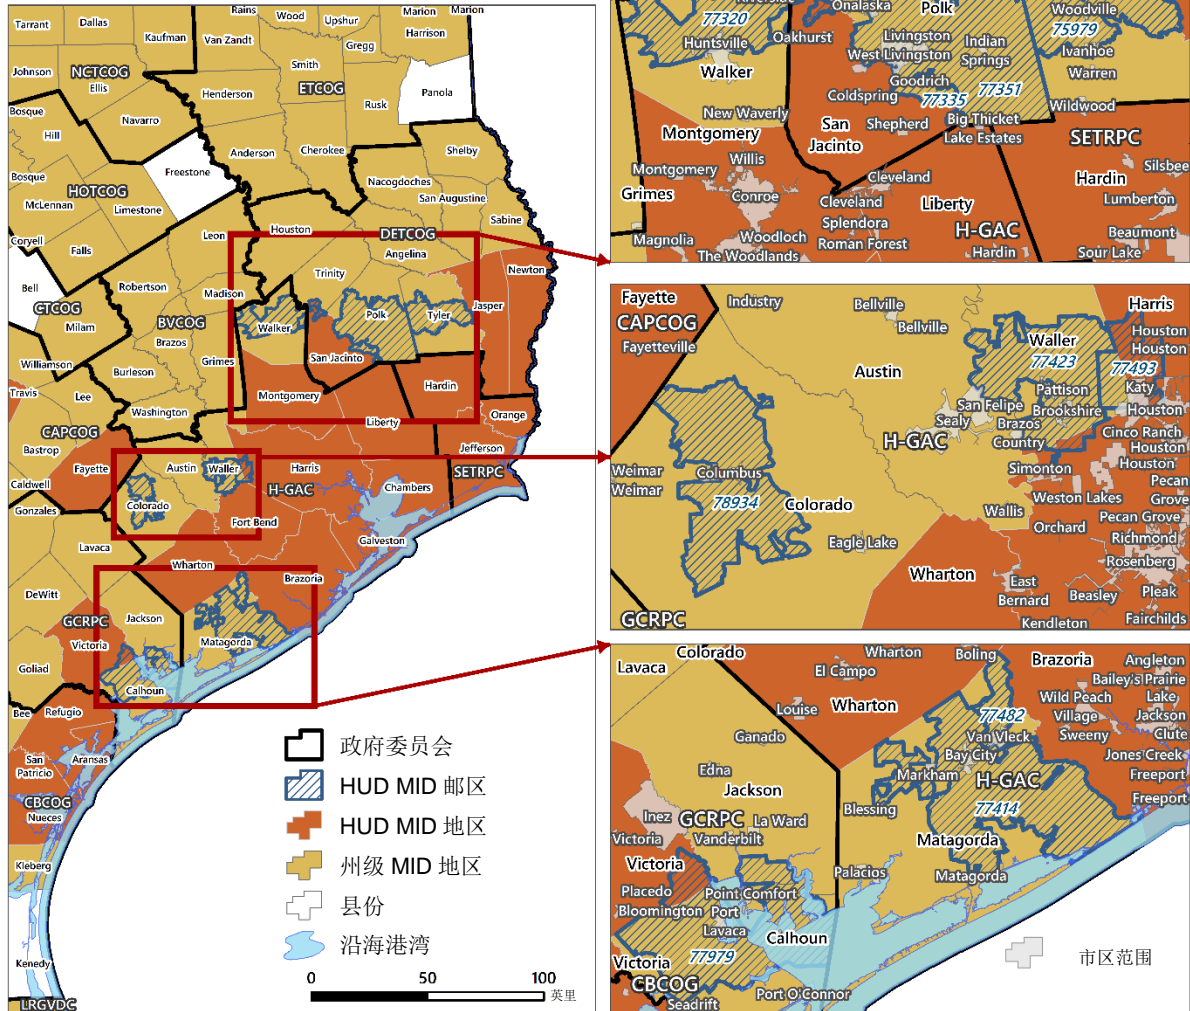 Rains
Wood
Upshur
Marion
Marion
Harrison
Tarrant
Dallas
Kaufman
Van Zandt
Gregg
Johnson
NCTCOG
Ellis
Smith
ETCOG
Henderson
Rusk
Panola
Bosque
Navarro
Hill
Anderson
Cherokee
Shelby
Freestone
Nacogdoches
Bosque
HOTCOG
McLennan
Limestone
San Augustine
Sabine
Coryell
Falls
Leon
Houston
DETCOG
Angelina
Newton
Bell
Robertson
Madison
Trinity
CTCOG
Milam
BVCOG
Brazos
Walker
Polk
Tyler
Jasper
Williamson
Burleson
Grimes
San Jacinto
Travis
Lee
Washington
Montgomery
Hardin
Liberty
Orange
CAPCOG
Bastrop
Jefferson
Fayette
Austin
Waller
Harris
SETRPC
Caldwell
H-GAC
Chambers
Gonzales
Colorado
Fort Bend
Lavaca
Galveston
Wharton
Brazoria
DeWitt
GCRPC
Jackson
Victoria
Matagorda
Goliad
Calhoun
Bee
Refugio
San
Patricio
Aransas
CBCOG
Nueces
Kleberg
Kenedy
LRGVDC
政府委员会
HUD MID 邮区
HUD MID 地区
州级 MID 地区
县份
沿海港湾
0
50
100
英里
Riverside
Onalaska
Polk
Woodville
77320
Huntsville
Oakhurst
Livingston
West Livingston
Indian
Springs
75979
Ivanhoe
Walker
Goodrich
Warren
Coldspring
77335
77351
Wildwood
New Waverly
Shepherd
Big Thicket
Lake Estates
Montgomery
San
Jacinto
SETRPC
Willis
Montgomery
Silsbee
Cleveland
Hardin
Grimes
Conroe
Cleveland
Liberty
Lumberton
Splendora
Magnolia
Woodloch
Roman Forest
H-GAC
Beaumont
The Woodlands
Hardin
Sour Lake
Fayette
CAPCOG
Fayetteville
Industry
Bellville
Bellville
Harris
Houston
Houston
Waller
77423
77493
Austin
Pattison
Katy
San Felipe
Brookshire
Houston
Sealy
Brazos
Country
H-GAC
Cinco Ranch
Houston
Weimar
Weimar
Columbus
Simonton
Houston
Pecan
Grove
78934
Colorado
Weston Lakes
Wallis
Orchard
Pecan Grove
Richmond
Eagle Lake
Rosenberg
Wharton
East
Bernard
Beasley
Pleak
GCRPC
Kendleton
Fairchilds
Lavaca
Colorado
Wharton
El Campo
Boling
Brazoria
Angleton
Bailey's Prairie
Wharton
Wild Peach
Village
Lake
Jackson
Louise
77482
Van Vleck
Sweeny
Clute
Ganado
Bay City
Jones Creek
Edna
Markham
H-GAC
Freeport
Jackson
Freeport
Blessing
77414
Inez
GCRPC
La Ward
Victoria
Vanderbilt
Matagorda
Victoria
Palacios
Matagorda
Placedo
Point Comfort
Bloomington
Port
Lavaca
Calhoun
77979
Victoria
CBCOG
Port O'Connor
Seadrift
市区范围